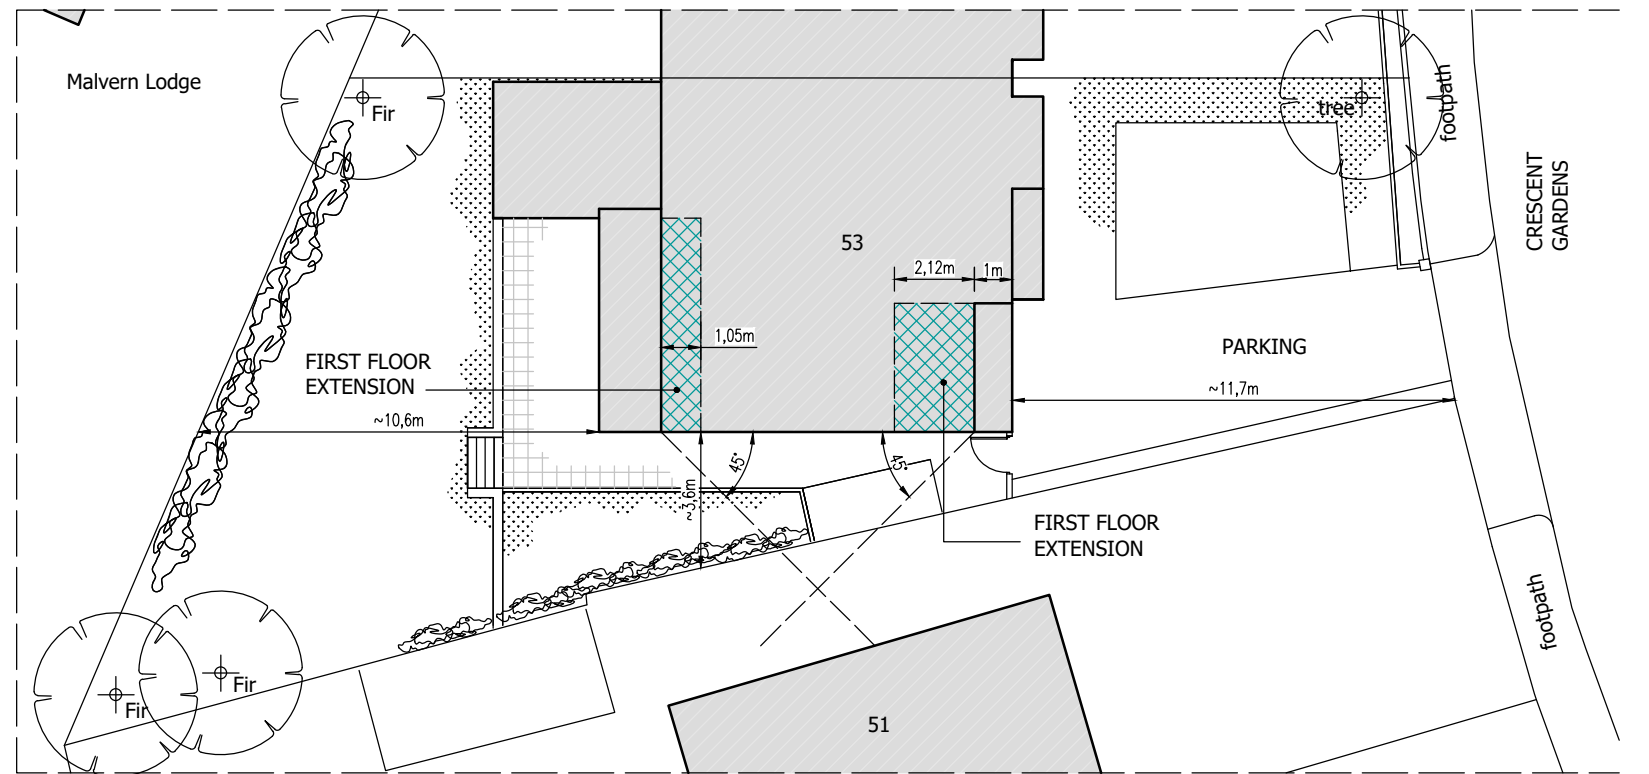 Malvern Lodge
Fir
tree
footpath
CRESCENT
GARDENS
53
2,12m
1m
1,05m
FIRST FLOOR
EXTENSION
PARKING
~10,6m
~11,7m
45°
45°
~3,6m
FIRST FLOOR
EXTENSION
footpath
Fir
Fir
51